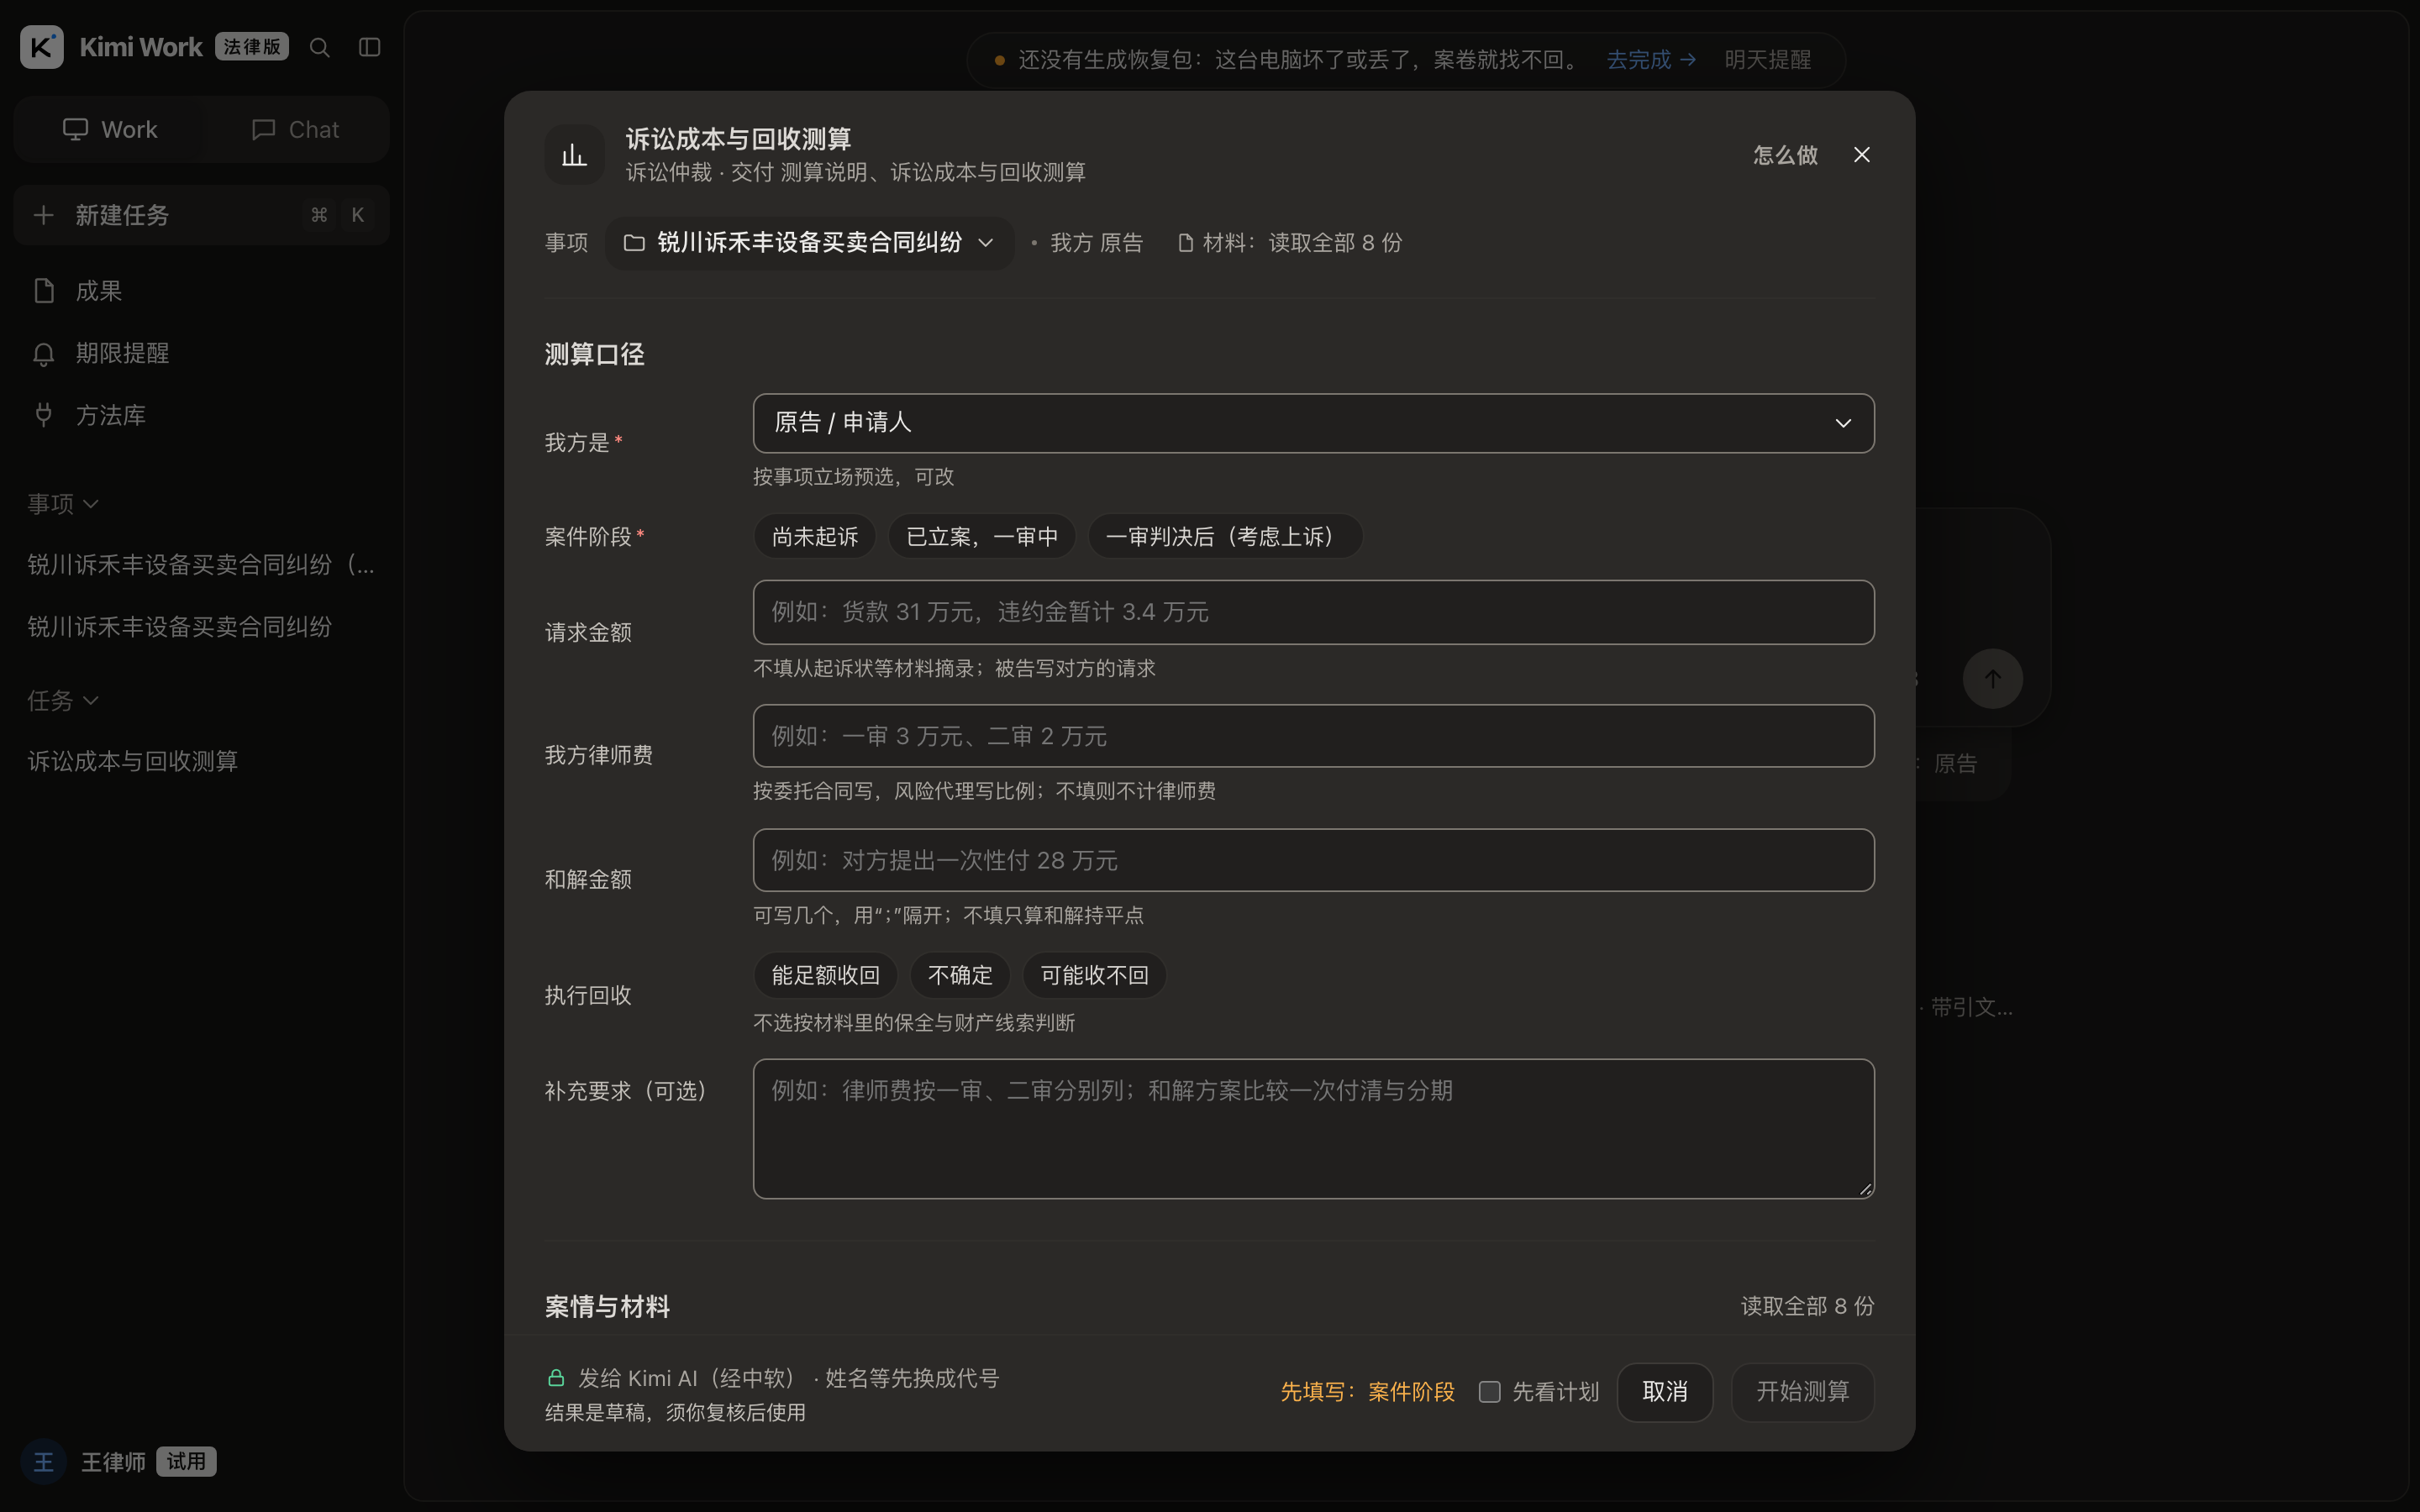 Kimi Work 法律版
Work
Chat
新建任务 ⌘ K
成果
期限提醒
方法库
事项
锐川诉禾丰设备买卖合同纠纷（...
锐川诉禾丰设备买卖合同纠纷
任务
诉讼成本与回收测算
王 王律师 试用
还没有生成恢复包：这台电脑坏了或丢了，案卷就找不回。 去完成 → 明天提醒
诉讼成本与回收测算
诉讼仲裁 · 交付 测算说明、诉讼成本与回收测算
怎么做
事项 锐川诉禾丰设备买卖合同纠纷 · 我方 原告 材料：读取全部 8 份
测算口径
我方是*
原告 / 申请人
按事项立场预选，可改
案件阶段*
尚未起诉 已立案，一审中 一审判决后（考虑上诉）
请求金额
例如：货款 31 万元，违约金暂计 3.4 万元
不填从起诉状等材料摘录；被告写对方的请求
我方律师费
例如：一审 3 万元、二审 2 万元
按委托合同写，风险代理写比例；不填则不计律师费
和解金额
例如：对方提出一次性付 28 万元
可写几个，用“；”隔开；不填只算和解持平点
执行回收
能足额收回 不确定 可能收不回
不选按材料里的保全与财产线索判断
补充要求（可选）
例如：律师费按一审、二审分别列；和解方案比较一次付清与分期
案情与材料
读取全部 8 份
发给 Kimi AI（经中软） · 姓名等先换成代号
结果是草稿，须你复核后使用
先填写：案件阶段 先看计划 取消 开始测算
：原告
· 带引文...